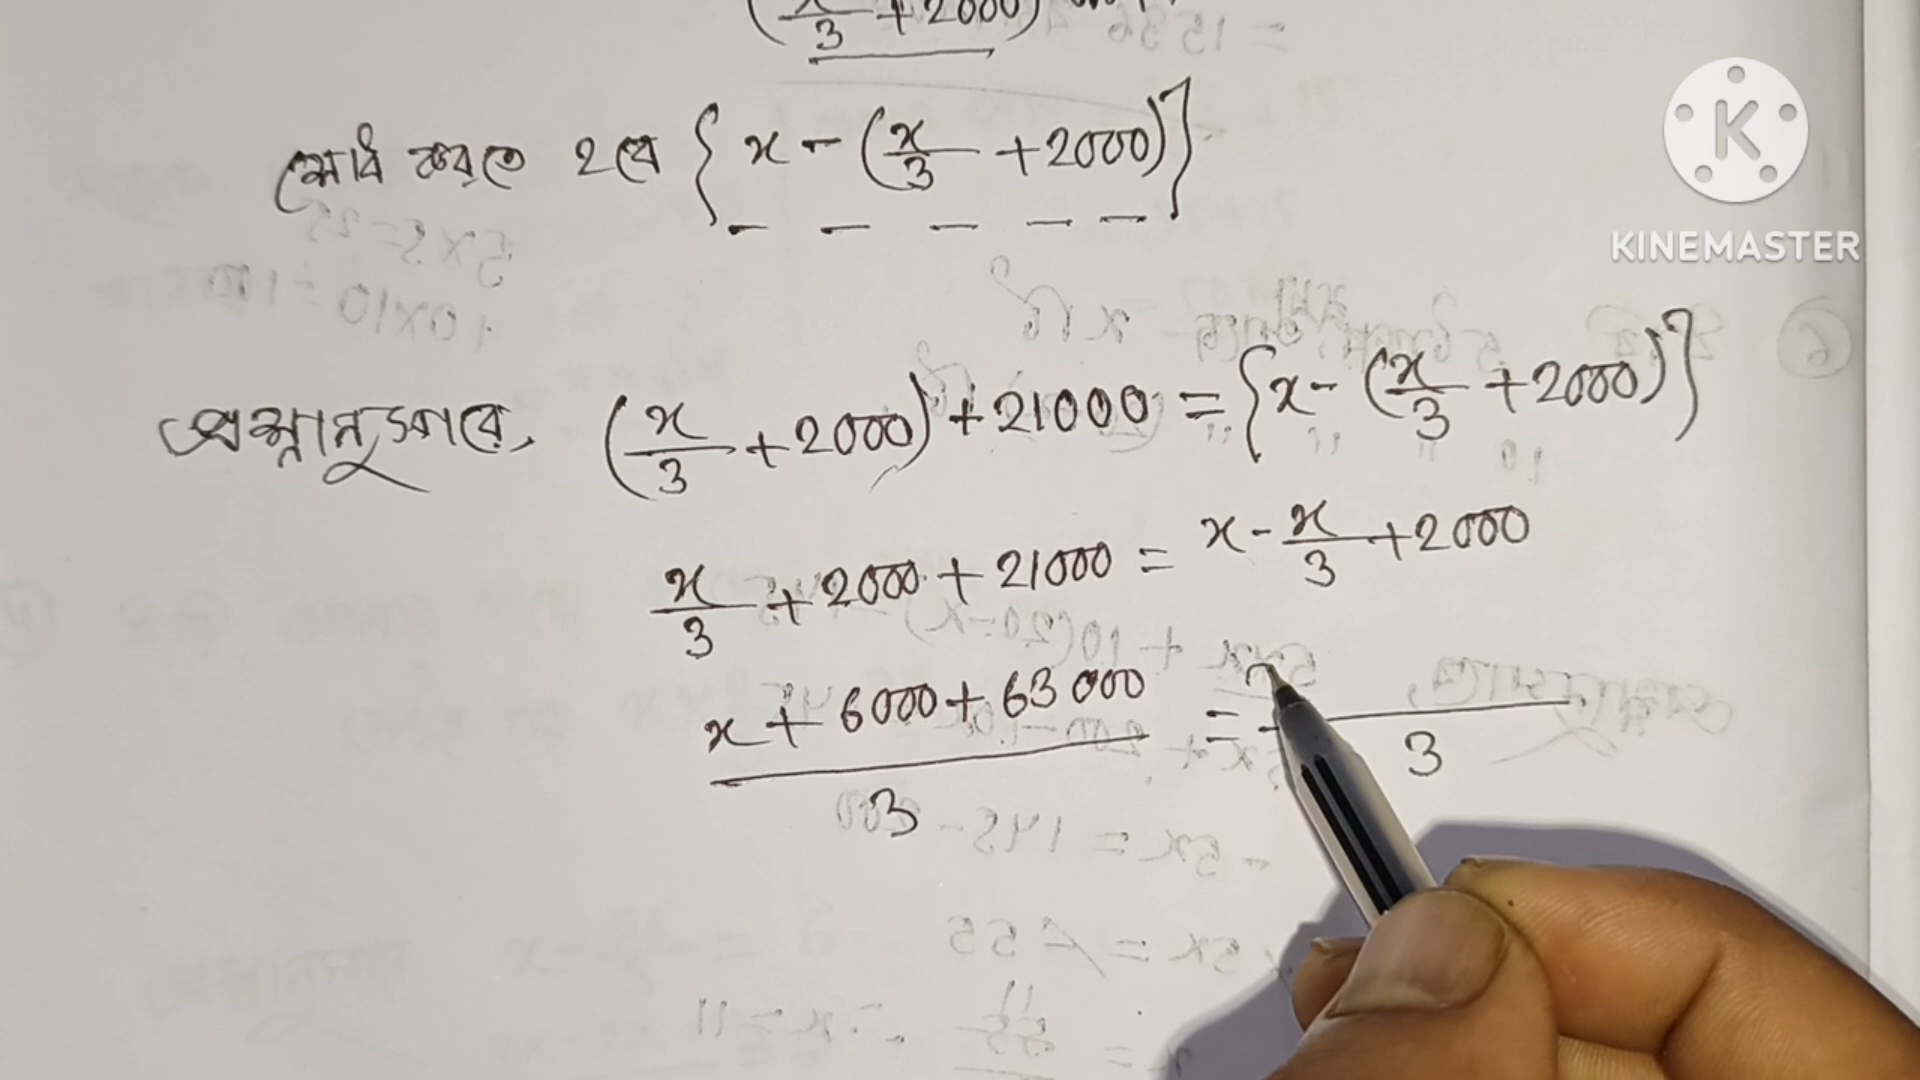 (x/3 + 2000)
শোধ করতে হবে { x - (x/3 + 2000) }
প্রশ্নানুসারে, (x/3 + 2000) + 21000 = { x - (x/3 + 2000) }
x/3 + 2000 + 21000 = x - x/3 + 2000
(x + 6000 + 63000)/3 = /3
KINEMASTER